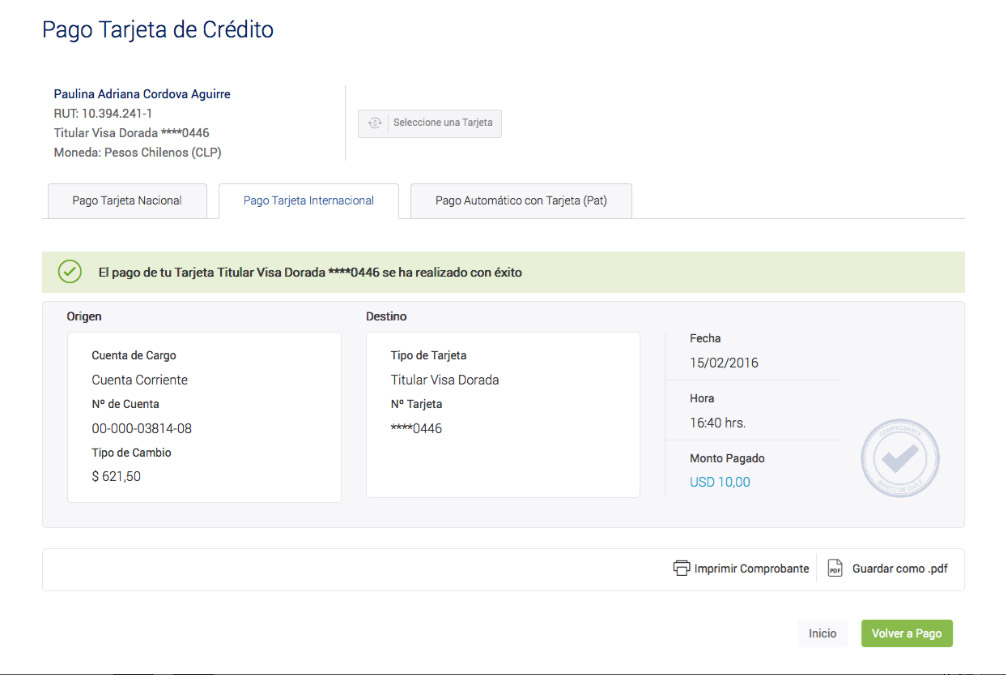 Pago Tarjeta de Crédito
Paulina Adriana Cordova Aguirre
RUT: 10.394.241-1
Titular Visa Dorada ****0446
Moneda: Pesos Chilenos (CLP)
Seleccione una Tarjeta
Pago Tarjeta Nacional
Pago Tarjeta Internacional
Pago Automático con Tarjeta (Pat)
El pago de tu Tarjeta Titular Visa Dorada ****0446 se ha realizado con éxito
Origen
Cuenta de Cargo
Cuenta Corriente
Nº de Cuenta
00-000-03814-08
Tipo de Cambio
$ 621,50
Destino
Tipo de Tarjeta
Titular Visa Dorada
Nº Tarjeta
****0446
Fecha
15/02/2016
Hora
16:40 hrs.
Monto Pagado
USD 10,00
COMPROBANTE
BANCO DE CHILE
Imprimir Comprobante
PDF
Guardar como .pdf
Inicio
Volver a Pago